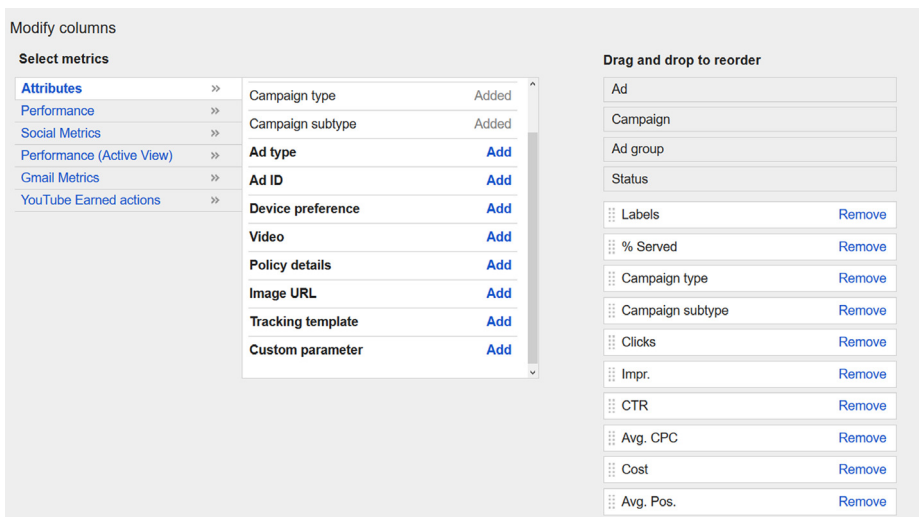 Modify columns
Select metrics
Attributes »
Performance »
Social Metrics »
Performance (Active View) »
Gmail Metrics »
YouTube Earned actions »
Campaign type Added
Campaign subtype Added
Ad type Add
Ad ID Add
Device preference Add
Video Add
Policy details Add
Image URL Add
Tracking template Add
Custom parameter Add
Drag and drop to reorder
Ad
Campaign
Ad group
Status
Labels Remove
% Served Remove
Campaign type Remove
Campaign subtype Remove
Clicks Remove
Impr. Remove
CTR Remove
Avg. CPC Remove
Cost Remove
Avg. Pos. Remove